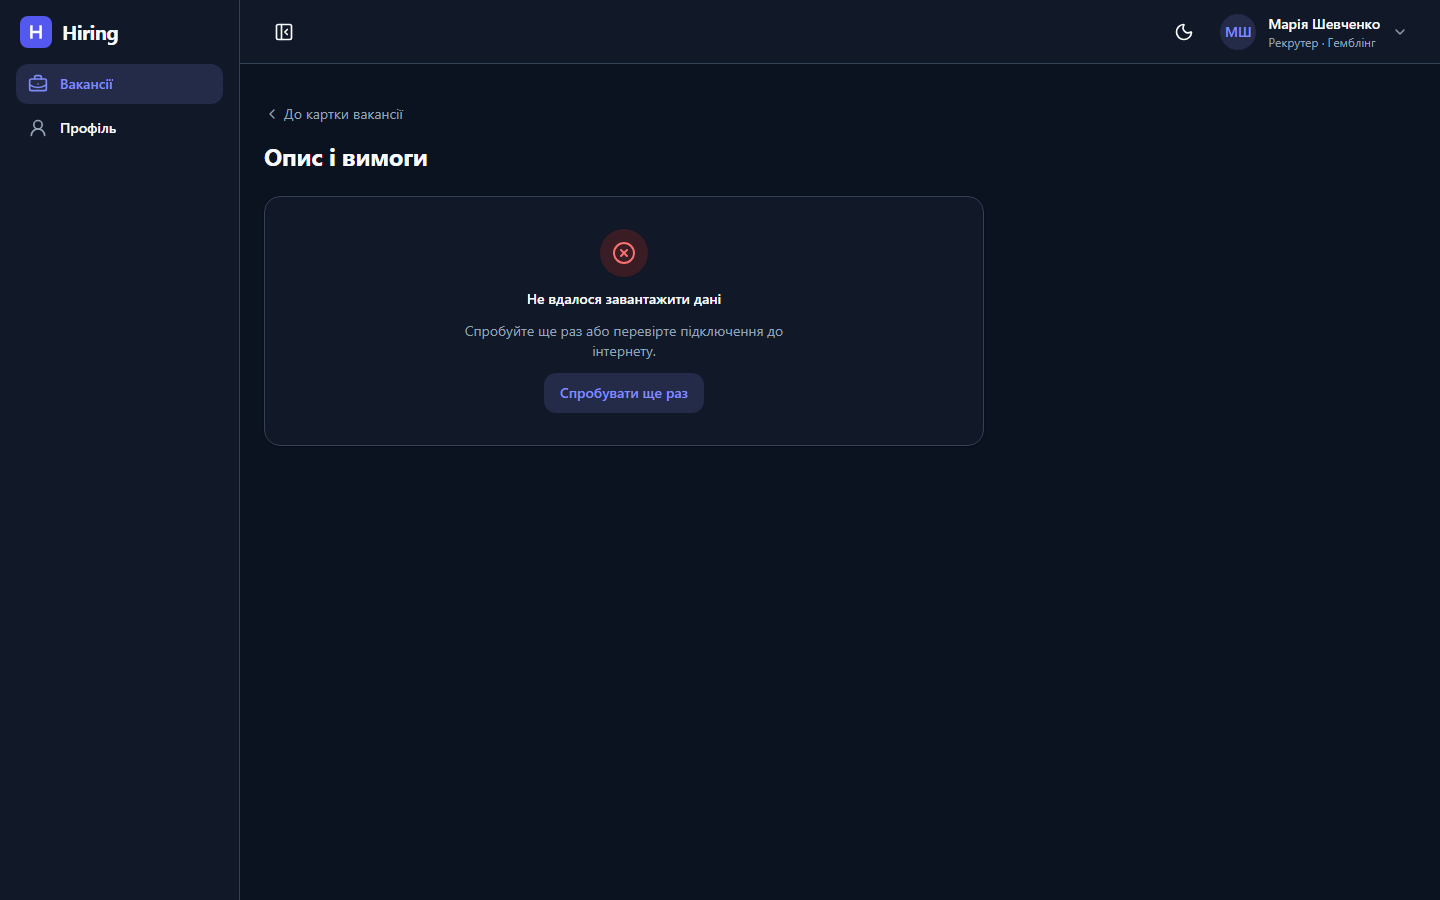 H Hiring
Вакансії
Профіль
МШ
Марія Шевченко
Рекрутер · Гемблінг
До картки вакансії
Опис і вимоги
Не вдалося завантажити дані
Спробуйте ще раз або перевірте підключення до
інтернету.
Спробувати ще раз